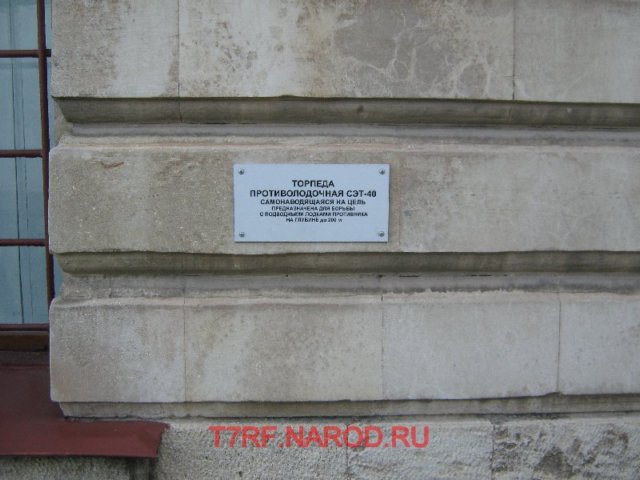 ТОРПЕДА
ПРОТИВОЛОДОЧНАЯ СЭТ-40
САМОНАВОДЯЩАЯСЯ НА ЦЕЛЬ
ПРЕДНАЗНАЧЕНА ДЛЯ БОРЬБЫ
С ПОДВОДНЫМИ ЛОДКАМИ ПРОТИВНИКА
НА ГЛУБИНЕ до 200 м
T7RF.NAROD.RU